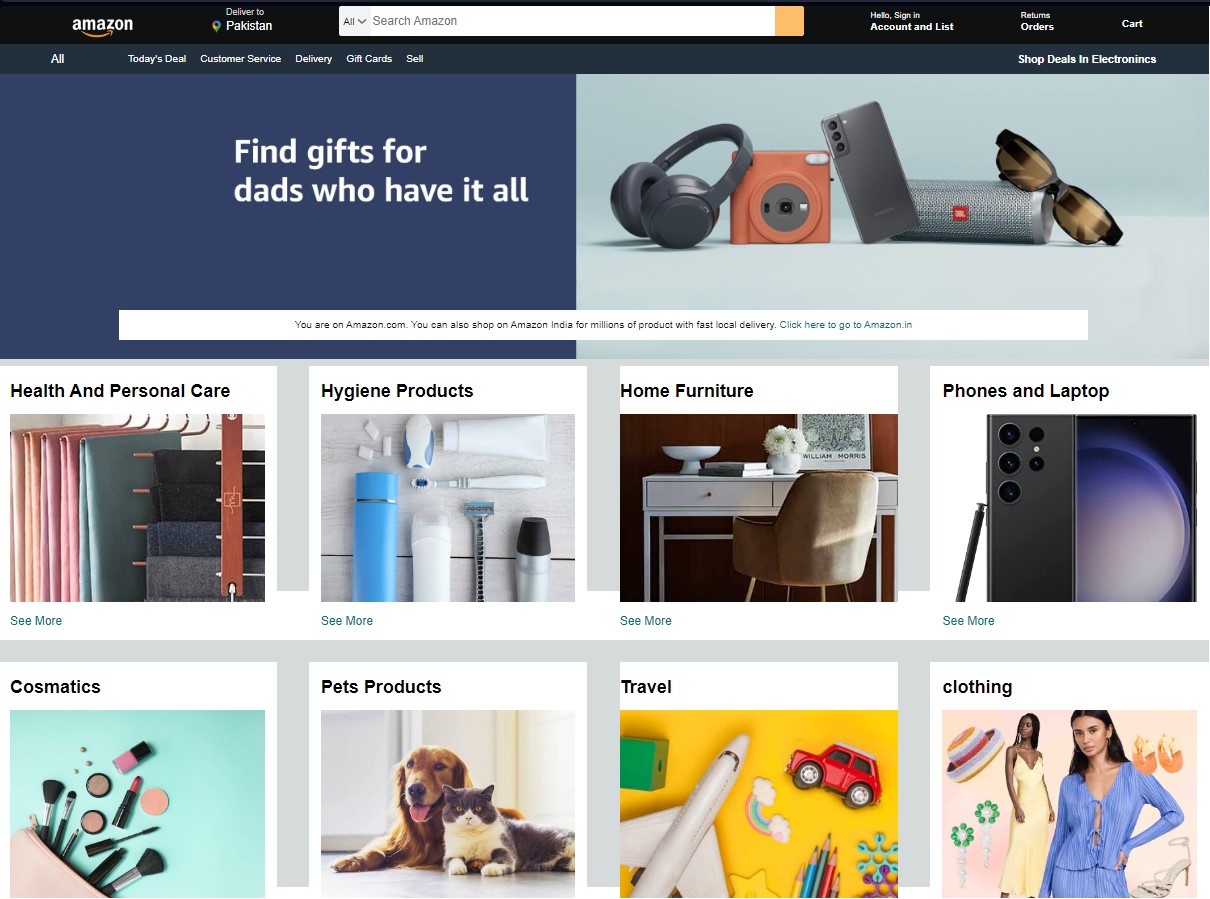 amazon
Deliver to
Pakistan
All
Search Amazon
Hello, Sign in
Account and List
Returns
Orders
Cart
All
Today's Deal
Customer Service
Delivery
Gift Cards
Sell
Shop Deals In Electronincs
Find gifts for
dads who have it all
SAMSUNG
JBL
You are on Amazon.com. You can also shop on Amazon India for millions of product with fast local delivery. Click here to go to Amazon.in
Health And Personal Care
Hygiene Products
Home Furniture
Phones and Laptop
WILLIAM MORRIS
See More
See More
See More
See More
Cosmatics
Pets Products
Travel
clothing